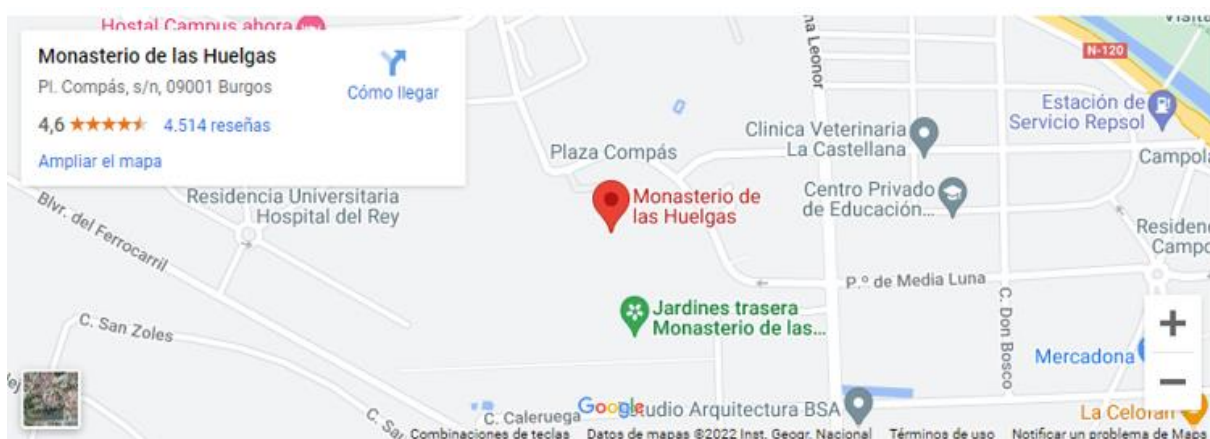 Hostal Campus ahora
Monasterio de las Huelgas
Pl. Compás, s/n, 09001 Burgos
Cómo llegar
4,6
4.514 reseñas
Ampliar el mapa
na Leonor
N-120
Estación de
Servicio Repsol
Clinica Veterinaria
La Castellana
Plaza Compás
Campola
Residencia Universitaria
Hospital del Rey
Monasterio de
las Huelgas
Centro Privado
de Educación...
Blvr. del Ferrocarril
Residen
Campo
P.º de Media Luna
Jardines trasera
Monasterio de las...
C. San Zoles
C. Don Bosco
Mercadona
C. Caleruega
Google
studio Arquitectura BSA
La Celofán
Combinaciones de teclas
Datos de mapas ©2022 Inst. Geogr. Nacional
Términos de uso
Notificar un problema de Maps